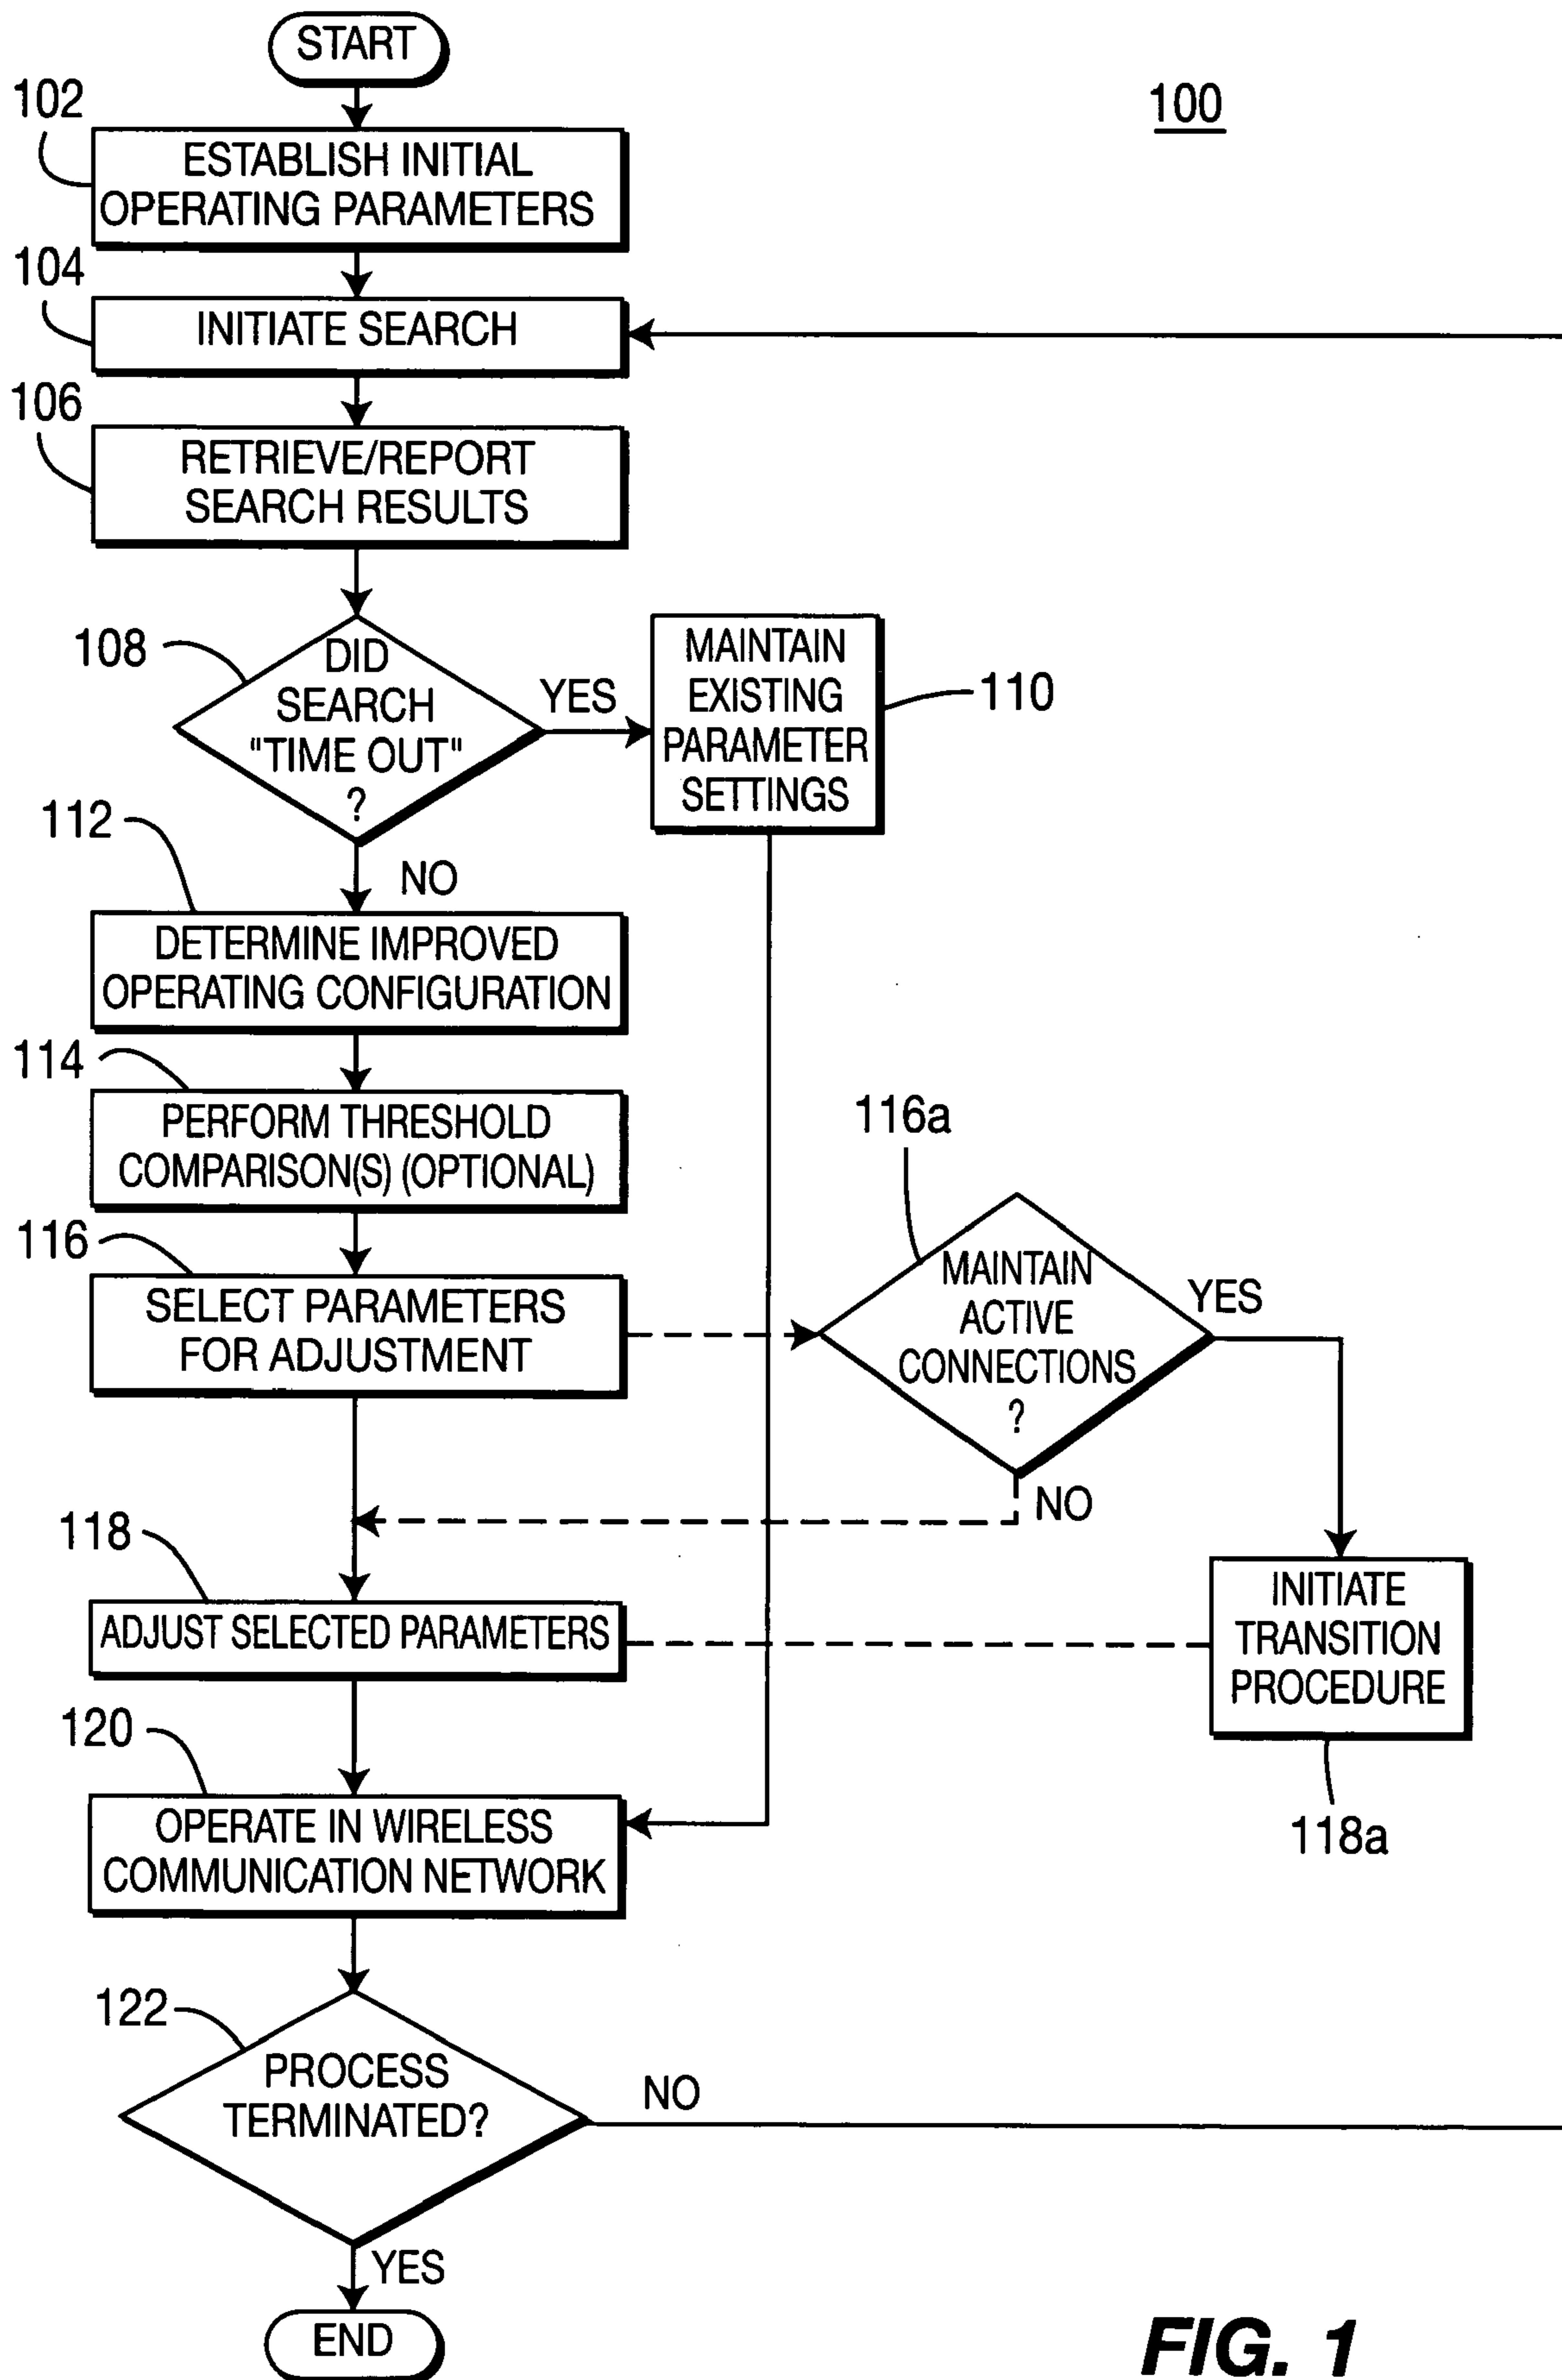 START
100
102
ESTABLISH INITIAL
OPERATING PARAMETERS
104
INITIATE SEARCH
106
RETRIEVE/REPORT
SEARCH RESULTS
108
DID
SEARCH
"TIME OUT"
?
YES
MAINTAIN
EXISTING
PARAMETER
SETTINGS
110
NO
112
DETERMINE IMPROVED
OPERATING CONFIGURATION
114
PERFORM THRESHOLD
COMPARISON(S) (OPTIONAL)
116
SELECT PARAMETERS
FOR ADJUSTMENT
116a
MAINTAIN
ACTIVE
CONNECTIONS
?
YES
NO
118
ADJUST SELECTED PARAMETERS
INITIATE
TRANSITION
PROCEDURE
118a
120
OPERATE IN WIRELESS
COMMUNICATION NETWORK
122
PROCESS
TERMINATED?
NO
YES
END
FIG. 1